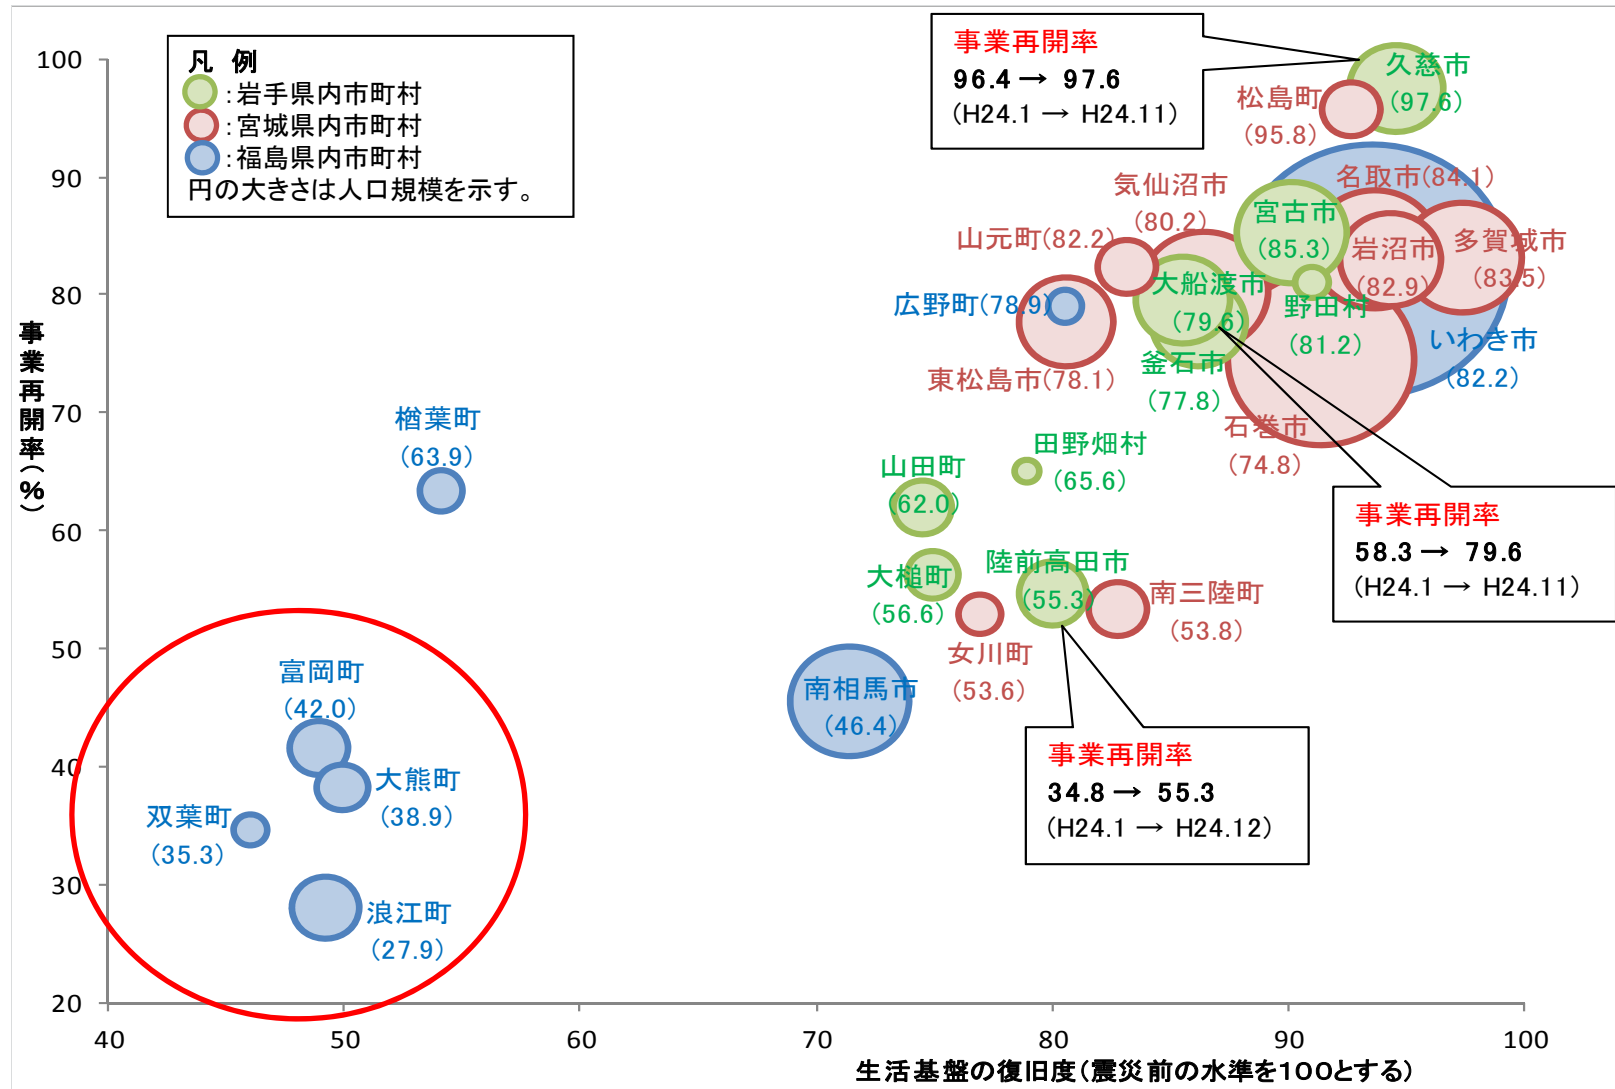 凡 例
：岩手県内市町村
：宮城県内市町村
：福島県内市町村
円の大きさは人口規模を示す。
事業再開率
96.4 → 97.6
(H24.1 → H24.11)
久慈市
(97.6)
松島町
(95.8)
名取市(84.1)
気仙沼市
(80.2)
宮古市
(85.3)
山元町(82.2)
岩沼市
(82.9)
多賀城市
(83.5)
大船渡市
(79.6)
広野町(78.9)
野田村
(81.2)
いわき市
(82.2)
東松島市(78.1)
釜石市
(77.8)
石巻市
(74.8)
楢葉町
(63.9)
田野畑村
(65.6)
山田町
(62.0)
事業再開率
58.3 → 79.6
(H24.1 → H24.11)
大槌町
(56.6)
陸前高田市
(55.3)
南三陸町
(53.8)
女川町
(53.6)
南相馬市
(46.4)
事業再開率
34.8 → 55.3
(H24.1 → H24.12)
富岡町
(42.0)
大熊町
(38.9)
双葉町
(35.3)
浪江町
(27.9)
事業再開率(%)
100
90
80
70
60
50
40
30
20
40
50
60
70
80
90
100
生活基盤の復旧度(震災前の水準を100とする)